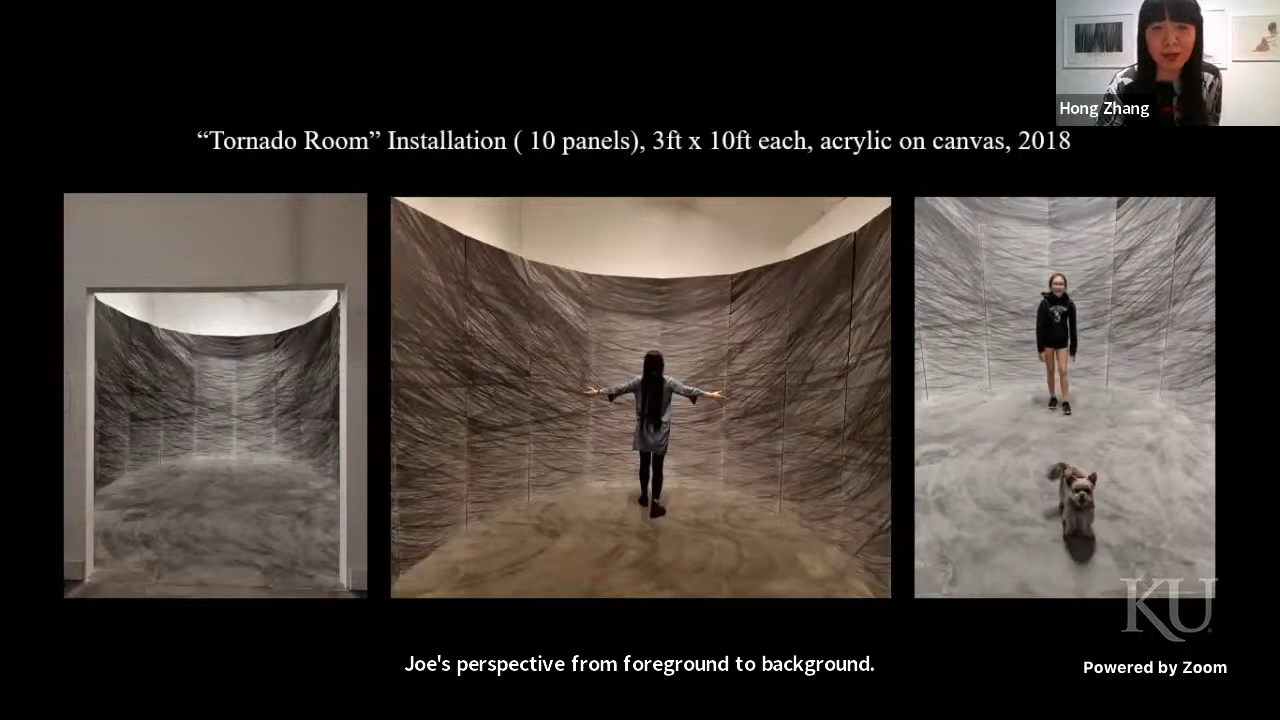 Hong Zhang
“Tornado Room” Installation ( 10 panels), 3ft x 10ft each, acrylic on canvas, 2018
KU
Joe's perspective from foreground to background.
Powered by Zoom